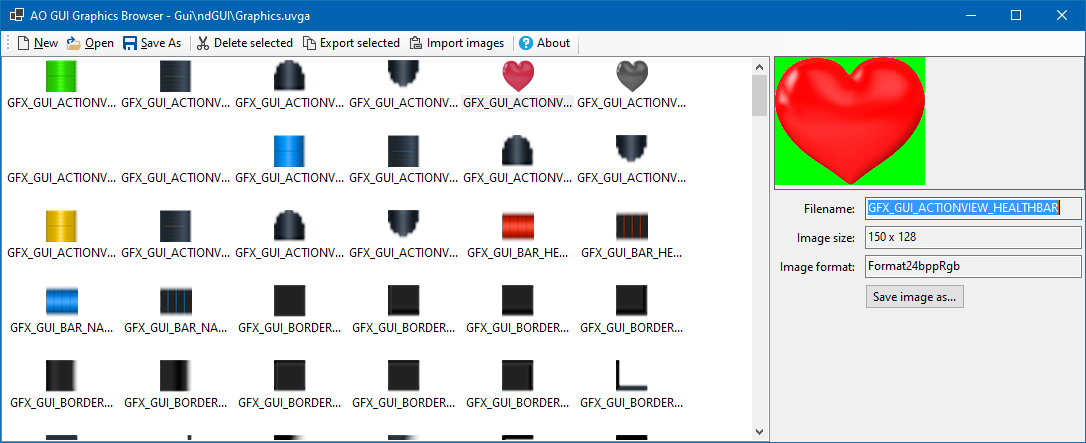 AO GUI Graphics Browser - Gui\ndGUI\Graphics.uvga
New Open Save As Delete selected Export selected Import images About
GFX_GUI_ACTIONV... GFX_GUI_ACTIONV... GFX_GUI_ACTIONV... GFX_GUI_ACTIONV... GFX_GUI_ACTIONV... GFX_GUI_ACTIONV...
GFX_GUI_ACTIONV... GFX_GUI_ACTIONV... GFX_GUI_ACTIONV... GFX_GUI_ACTIONV... GFX_GUI_ACTIONV... GFX_GUI_ACTIONV...
GFX_GUI_ACTIONV... GFX_GUI_ACTIONV... GFX_GUI_ACTIONV... GFX_GUI_ACTIONV... GFX_GUI_BAR_HE... GFX_GUI_BAR_HE...
GFX_GUI_BAR_NA... GFX_GUI_BAR_NA... GFX_GUI_BORDER... GFX_GUI_BORDER... GFX_GUI_BORDER... GFX_GUI_BORDER...
GFX_GUI_BORDER... GFX_GUI_BORDER... GFX_GUI_BORDER... GFX_GUI_BORDER... GFX_GUI_BORDER... GFX_GUI_BORDER...
Filename: GFX_GUI_ACTIONVIEW_HEALTHBAR
Image size: 150 x 128
Image format: Format24bppRgb
Save image as...